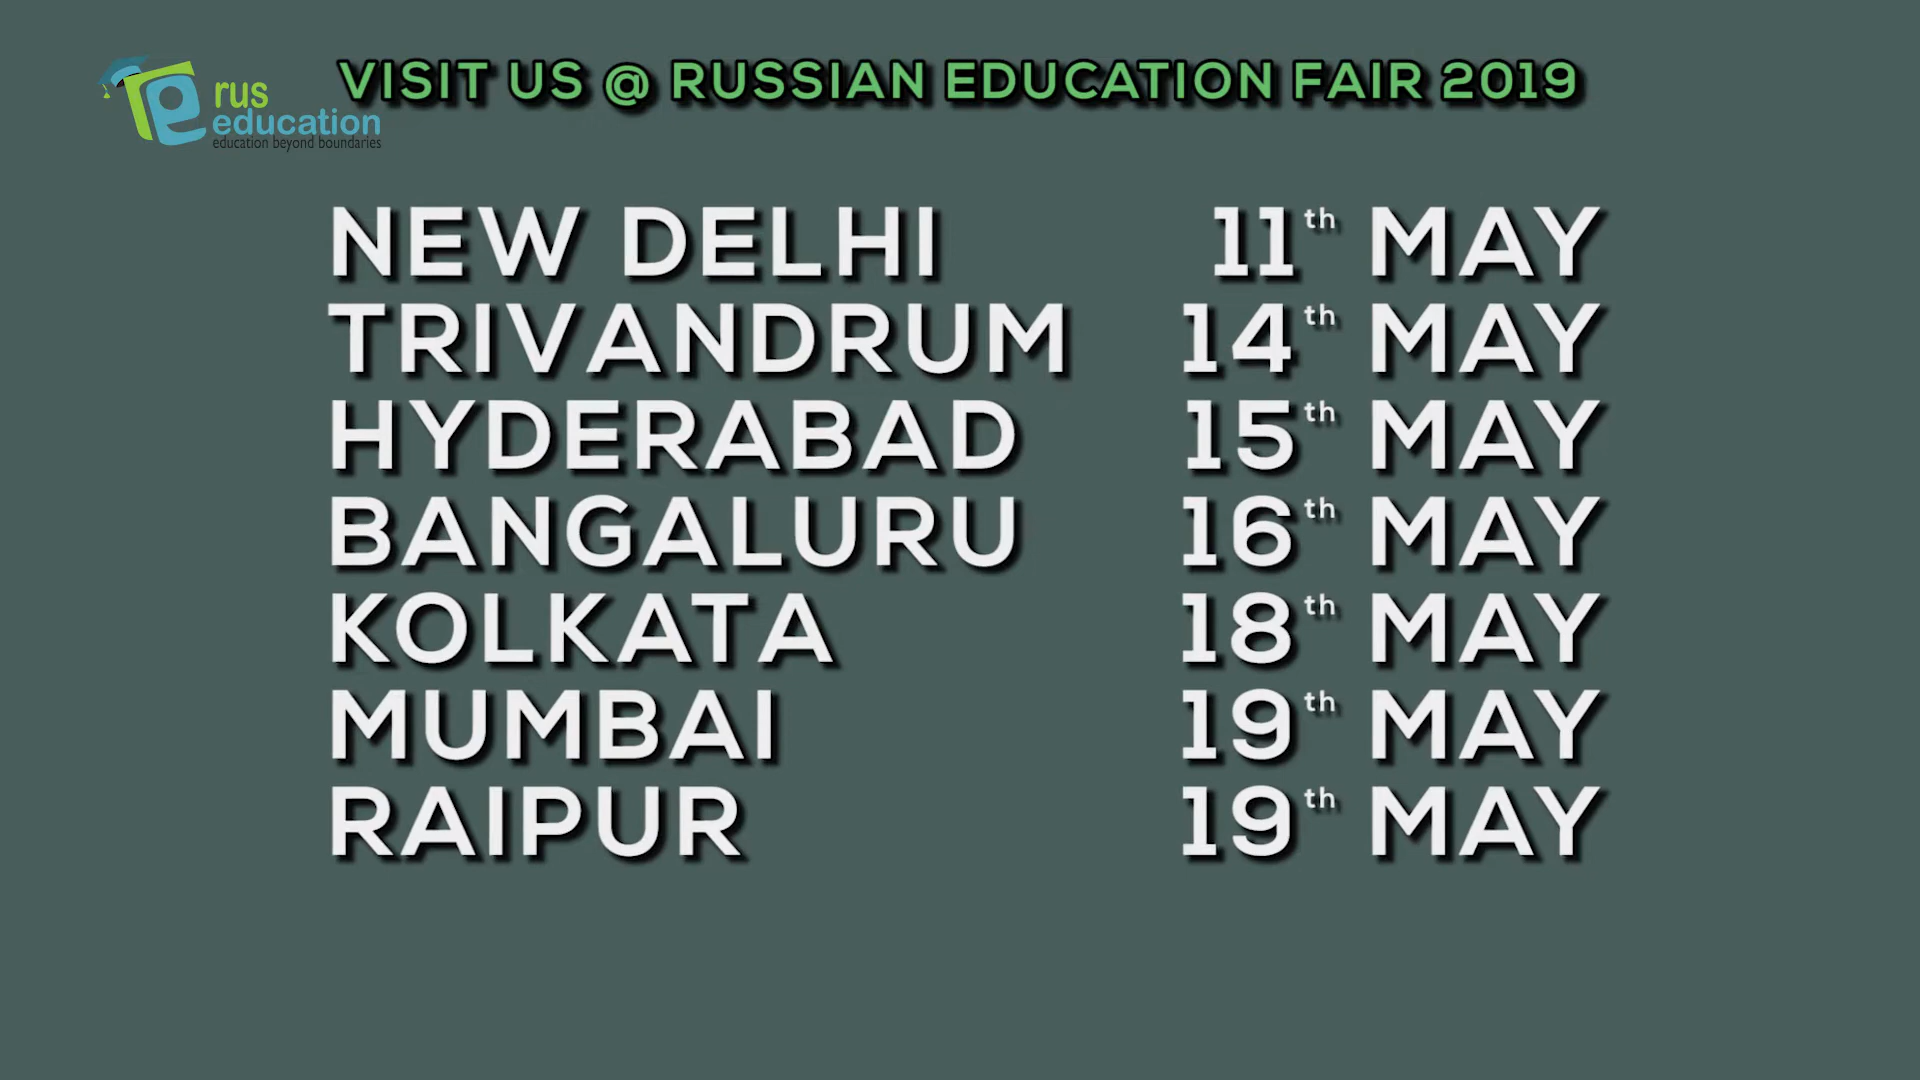 rus
education
education beyond boundaries
VISIT US @ RUSSIAN EDUCATION FAIR 2019
NEW DELHI 11th MAY
TRIVANDRUM 14th MAY
HYDERABAD 15th MAY
BANGALURU 16th MAY
KOLKATA 18th MAY
MUMBAI 19th MAY
RAIPUR 19th MAY